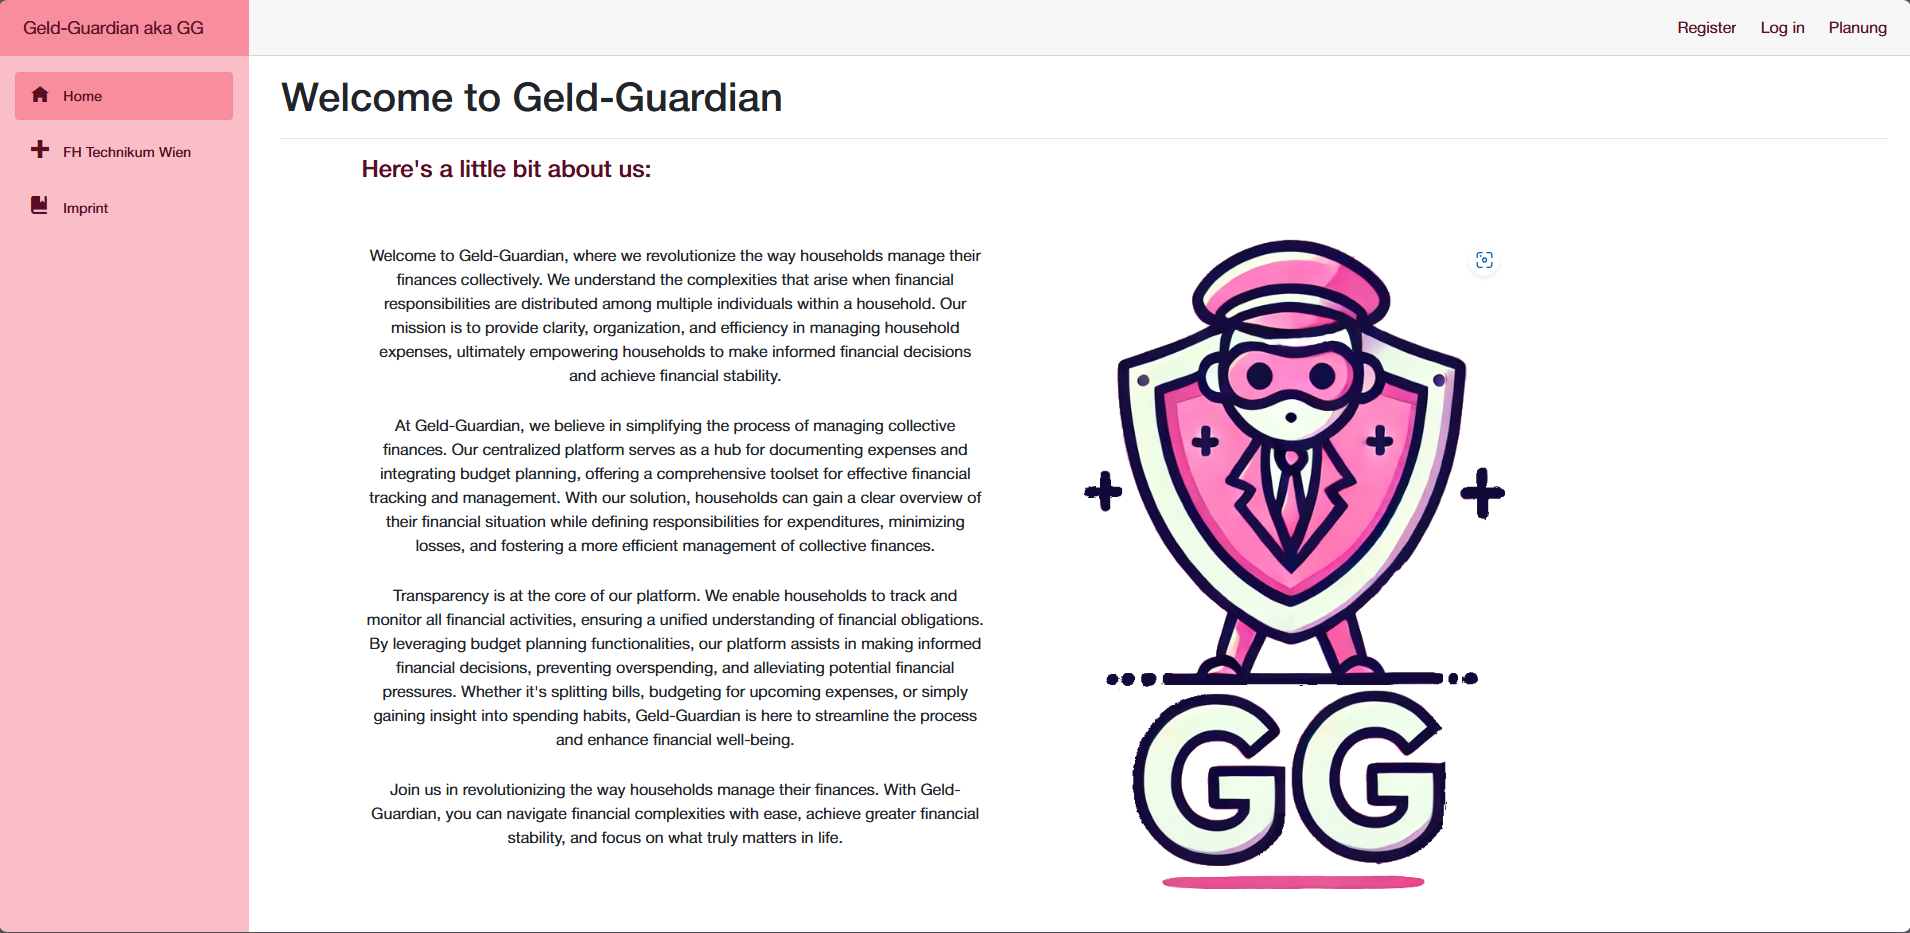 Geld-Guardian aka GG
Register Log in Planung
Home
FH Technikum Wien
Imprint
Welcome to Geld-Guardian
Here's a little bit about us:
Welcome to Geld-Guardian, where we revolutionize the way households manage their
finances collectively. We understand the complexities that arise when financial
responsibilities are distributed among multiple individuals within a household. Our
mission is to provide clarity, organization, and efficiency in managing household
expenses, ultimately empowering households to make informed financial decisions
and achieve financial stability.
At Geld-Guardian, we believe in simplifying the process of managing collective
finances. Our centralized platform serves as a hub for documenting expenses and
integrating budget planning, offering a comprehensive toolset for effective financial
tracking and management. With our solution, households can gain a clear overview of
their financial situation while defining responsibilities for expenditures, minimizing
losses, and fostering a more efficient management of collective finances.
Transparency is at the core of our platform. We enable households to track and
monitor all financial activities, ensuring a unified understanding of financial obligations.
By leveraging budget planning functionalities, our platform assists in making informed
financial decisions, preventing overspending, and alleviating potential financial
pressures. Whether it's splitting bills, budgeting for upcoming expenses, or simply
gaining insight into spending habits, Geld-Guardian is here to streamline the process
and enhance financial well-being.
Join us in revolutionizing the way households manage their finances. With Geld-
Guardian, you can navigate financial complexities with ease, achieve greater financial
stability, and focus on what truly matters in life.
GG